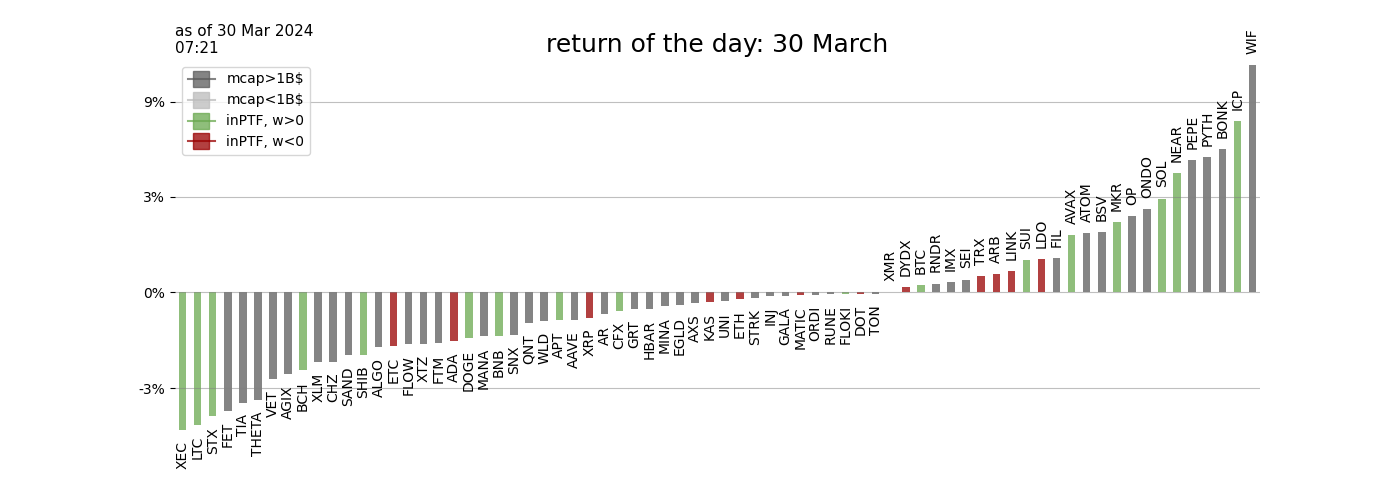 as of 30 Mar 2024
07:21
return of the day: 30 March
mcap>1B$
mcap<1B$
inPTF, w>0
inPTF, w<0
9%
3%
0%
-3%
XEC
LTC
STX
FET
TIA
THETA
VET
AGIX
BCH
XLM
CHZ
SAND
SHIB
ALGO
ETC
FLOW
XTZ
FTM
ADA
DOGE
MANA
BNB
SNX
QNT
WLD
APT
AAVE
XRP
AR
CFX
GRT
HBAR
MINA
EGLD
AXS
KAS
UNI
ETH
STRK
INJ
GALA
MATIC
ORDI
RUNE
FLOKI
DOT
TON
XMR
DYDX
BTC
RNDR
IMX
SEI
TRX
ARB
LINK
SUI
LDO
FIL
AVAX
ATOM
BSV
MKR
OP
ONDO
SOL
NEAR
PEPE
PYTH
BONK
ICP
WIF